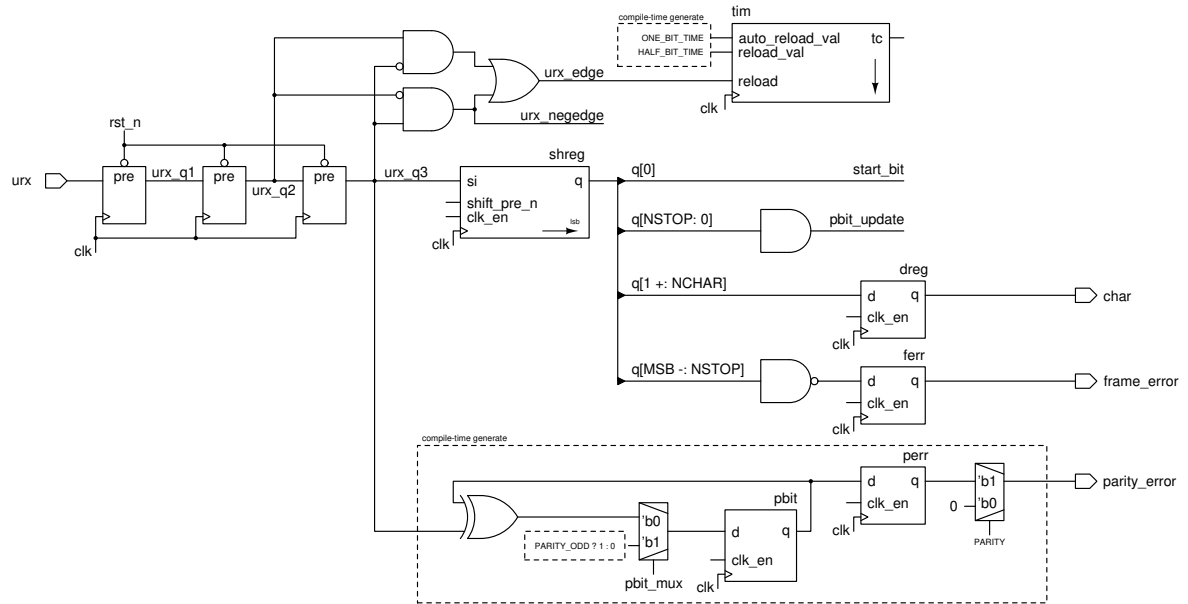 compile-time generate
tim
ONE_BIT_TIME
HALF_BIT_TIME
auto_reload_val
tc
reload_val
reload
clk
urx_edge
urx_negedge
rst_n
urx
pre
urx_q1
pre
urx_q2
pre
urx_q3
clk
shreg
si
q
shift_pre_n
clk_en
lsb
clk
q[0]
start_bit
q[NSTOP: 0]
pbit_update
q[1 +: NCHAR]
dreg
d
q
clk_en
clk
char
q[MSB -: NSTOP]
ferr
d
q
clk_en
clk
frame_error
compile-time generate
perr
d
q
clk_en
clk
'b1
'b0
0
PARITY
parity_error
pbit
'b0
'b1
PARITY_ODD ? 1 : 0
pbit_mux
d
q
clk_en
clk